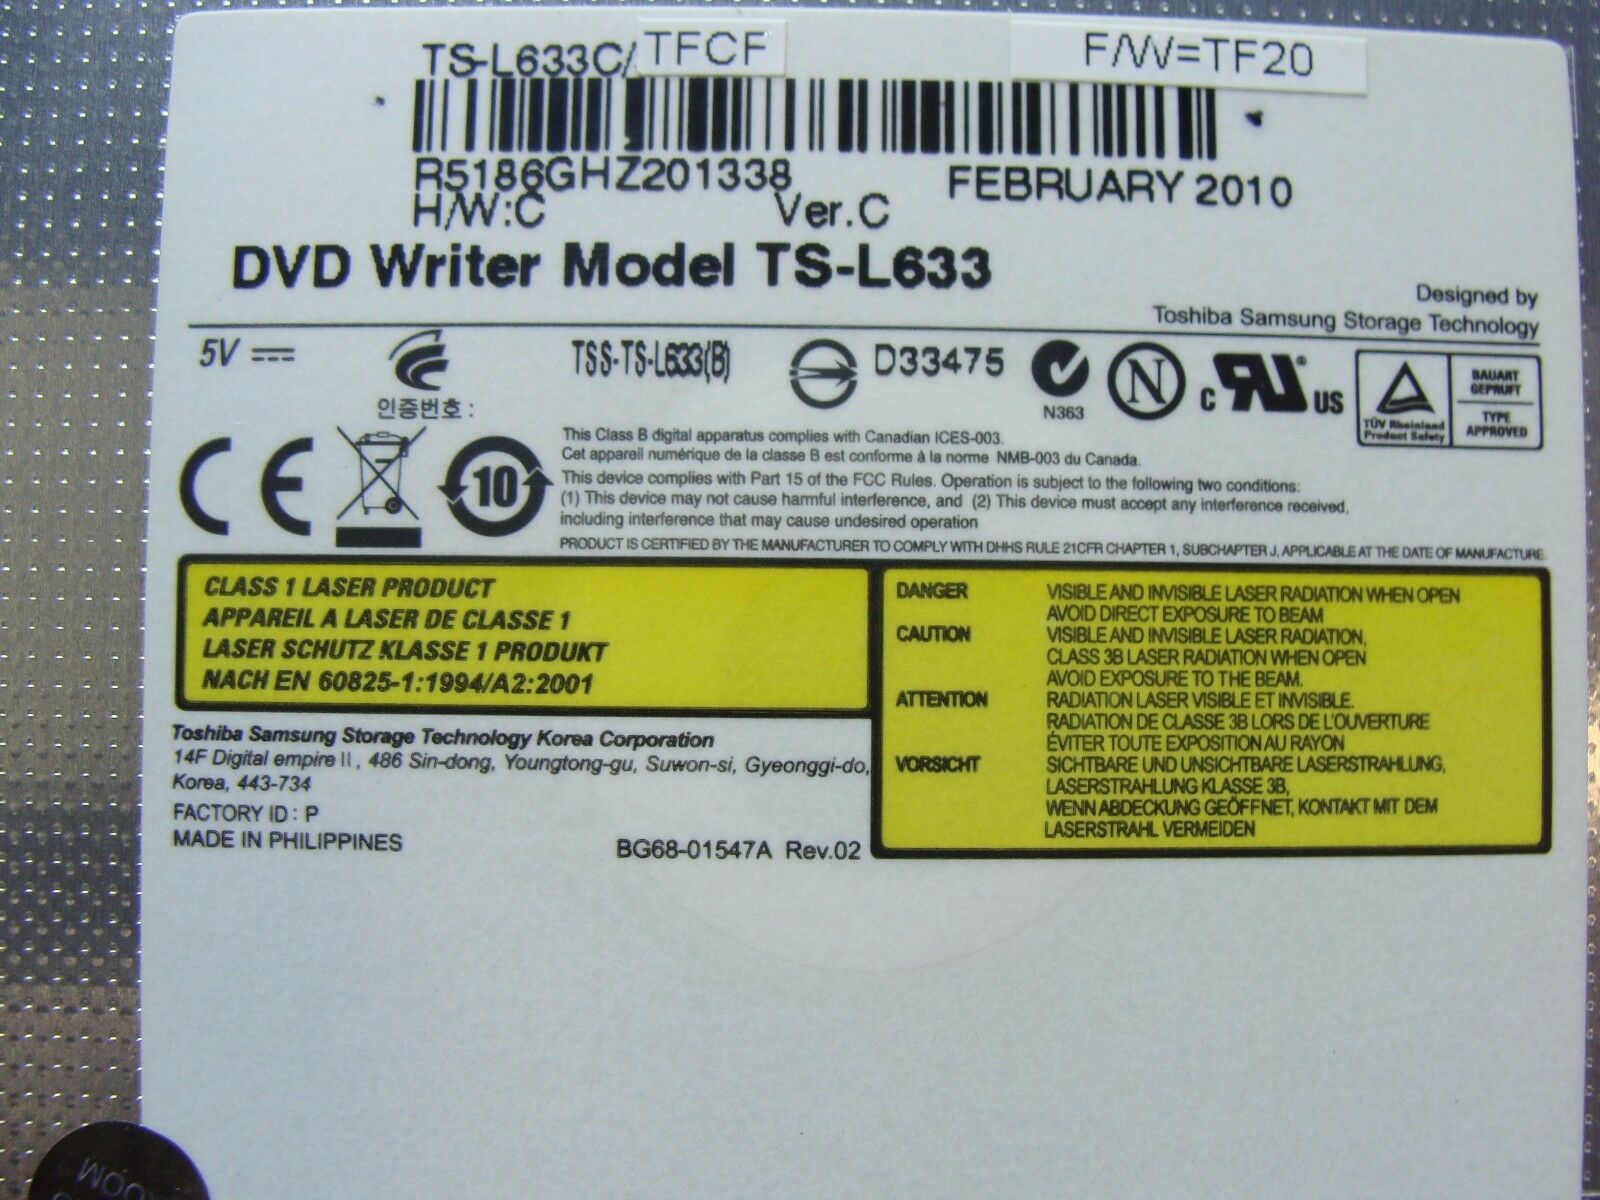 TS-L633C/ TFCF
F/W=TF20
R5186GHZ201338
FEBRUARY 2010
H/W:C Ver.C
DVD Writer Model TS-L633
Designed by
Toshiba Samsung Storage Technology
5V
인증번호 :
TSS-TS-L633(B)
D33475
N363
N
c US
TÜV Rheinland
Product Safety
BAUART
GEPRÜFT
TYPE
APPROVED
CE
10
This Class B digital apparatus complies with Canadian ICES-003.
Cet appareil numérique de la classe B est conforme à la norme NMB-003 du Canada.
This device complies with Part 15 of the FCC Rules. Operation is subject to the following two conditions:
(1) This device may not cause harmful interference, and (2) This device must accept any interference received,
including interference that may cause undesired operation
PRODUCT IS CERTIFIED BY THE MANUFACTURER TO COMPLY WITH DHHS RULE 21CFR CHAPTER 1, SUBCHAPTER J, APPLICABLE AT THE DATE OF MANUFACTURE.
CLASS 1 LASER PRODUCT
APPAREIL A LASER DE CLASSE 1
LASER SCHUTZ KLASSE 1 PRODUKT
NACH EN 60825-1:1994/A2:2001
DANGER VISIBLE AND INVISIBLE LASER RADIATION WHEN OPEN
AVOID DIRECT EXPOSURE TO BEAM
CAUTION VISIBLE AND INVISIBLE LASER RADIATION,
CLASS 3B LASER RADIATION WHEN OPEN
AVOID EXPOSURE TO THE BEAM.
ATTENTION RADIATION LASER VISIBLE ET INVISIBLE.
RADIATION DE CLASSE 3B LORS DE L'OUVERTURE
ÉVITER TOUTE EXPOSITION AU RAYON
VORSICHT SICHTBARE UND UNSICHTBARE LASERSTRAHLUNG,
LASERSTRAHLUNG KLASSE 3B,
WENN ABDECKUNG GEÖFFNET, KONTAKT MIT DEM
LASERSTRAHL VERMEIDEN
Toshiba Samsung Storage Technology Korea Corporation
14F Digital empire II, 486 Sin-dong, Youngtong-gu, Suwon-si, Gyeonggi-do,
Korea, 443-734
FACTORY ID : P
MADE IN PHILIPPINES
BG68-01547A Rev.02